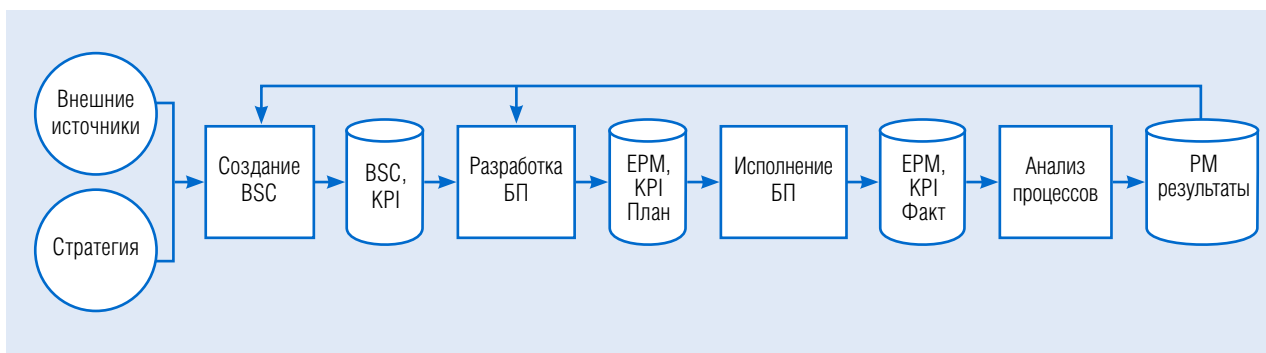 Внешние
источники
Стратегия
Создание
BSC
BSC,
KPI
Разработка
БП
EPM,
KPI
План
Исполнение
БП
EPM,
KPI
Факт
Анализ
процессов
PM
результаты